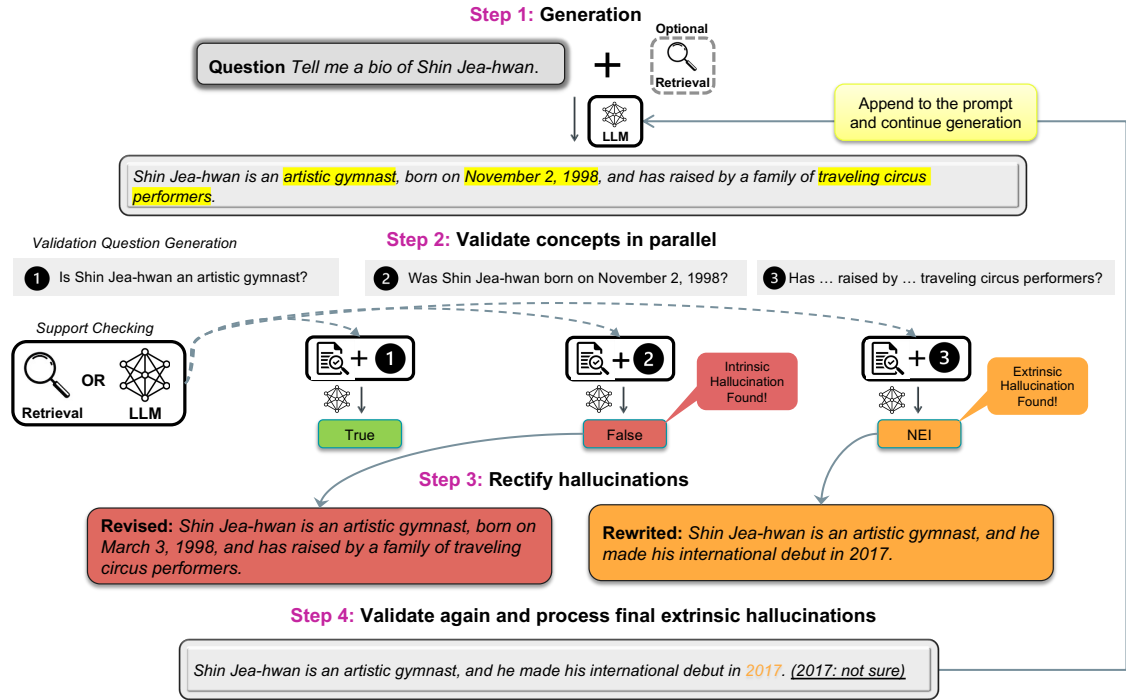 Step 1: Generation
Optional
Question Tell me a bio of Shin Jea-hwan.
+
Retrieval
LLM
Append to the prompt
and continue generation
Shin Jea-hwan is an artistic gymnast, born on November 2, 1998, and has raised by a family of traveling circus
performers.
Validation Question Generation
Step 2: Validate concepts in parallel
1 Is Shin Jea-hwan an artistic gymnast?
2 Was Shin Jea-hwan born on November 2, 1998?
3 Has … raised by … traveling circus performers?
Support Checking
Retrieval
OR
LLM
+ 1
+ 2
+ 3
Intrinsic
Hallucination
Found!
Extrinsic
Hallucination
Found!
True
False
NEI
Step 3: Rectify hallucinations
Revised: Shin Jea-hwan is an artistic gymnast, born on
March 3, 1998, and has raised by a family of traveling
circus performers.
Rewrited: Shin Jea-hwan is an artistic gymnast, and he
made his international debut in 2017.
Step 4: Validate again and process final extrinsic hallucinations
Shin Jea-hwan is an artistic gymnast, and he made his international debut in 2017. (2017: not sure)